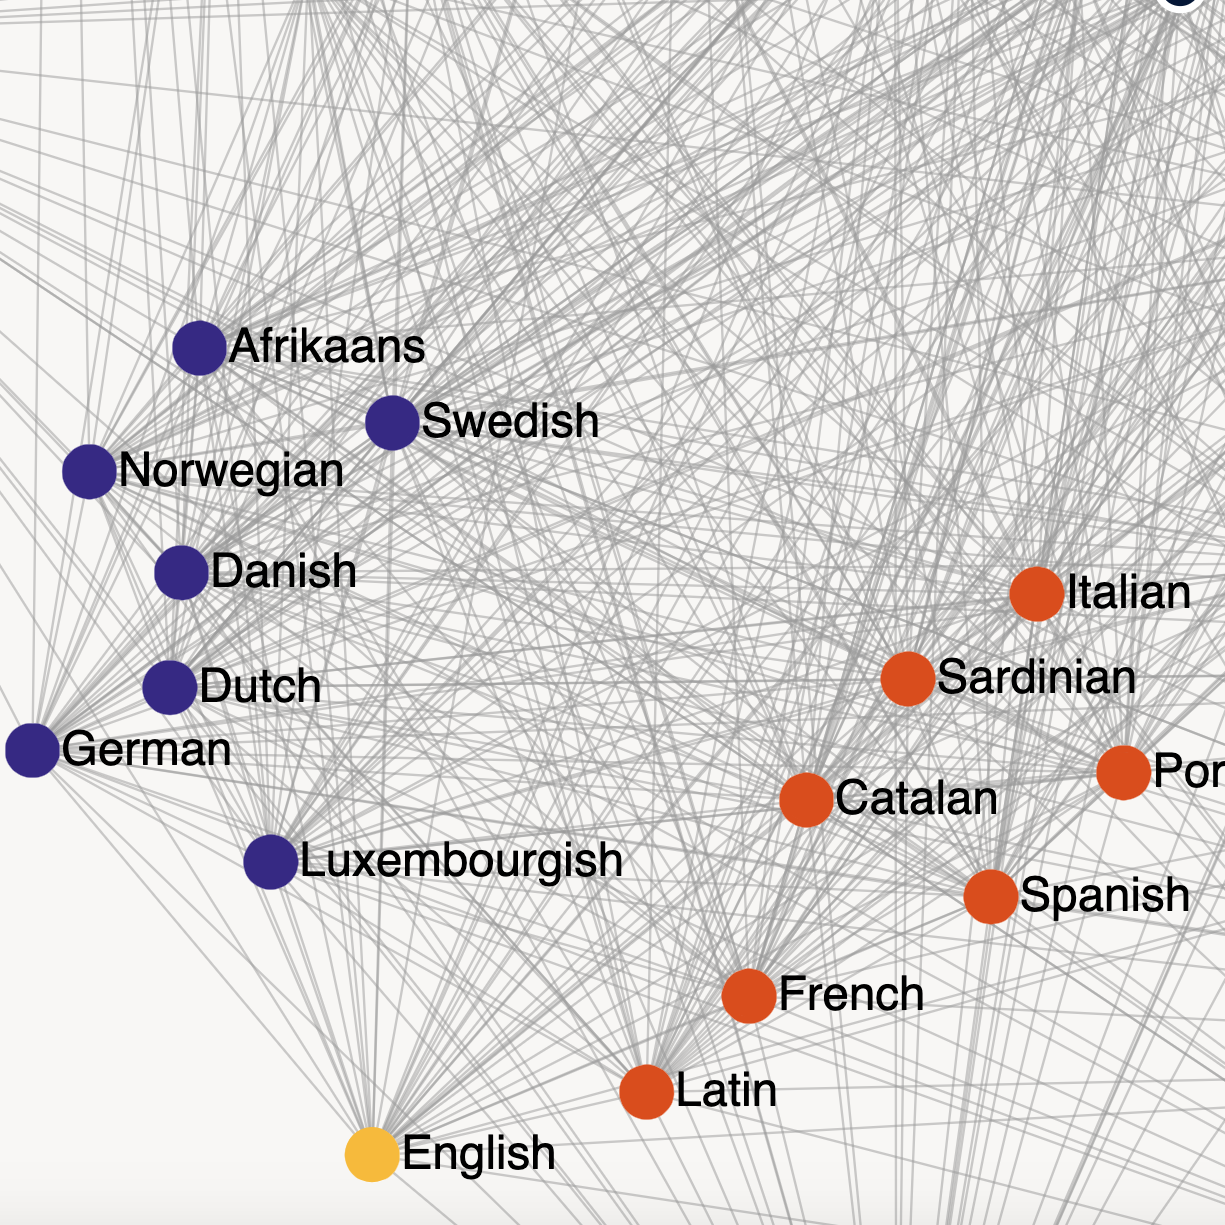 Afrikaans
Swedish
Norwegian
Danish
Italian
Sardinian
Dutch
German
Por
Catalan
Luxembourgish
Spanish
French
Latin
English